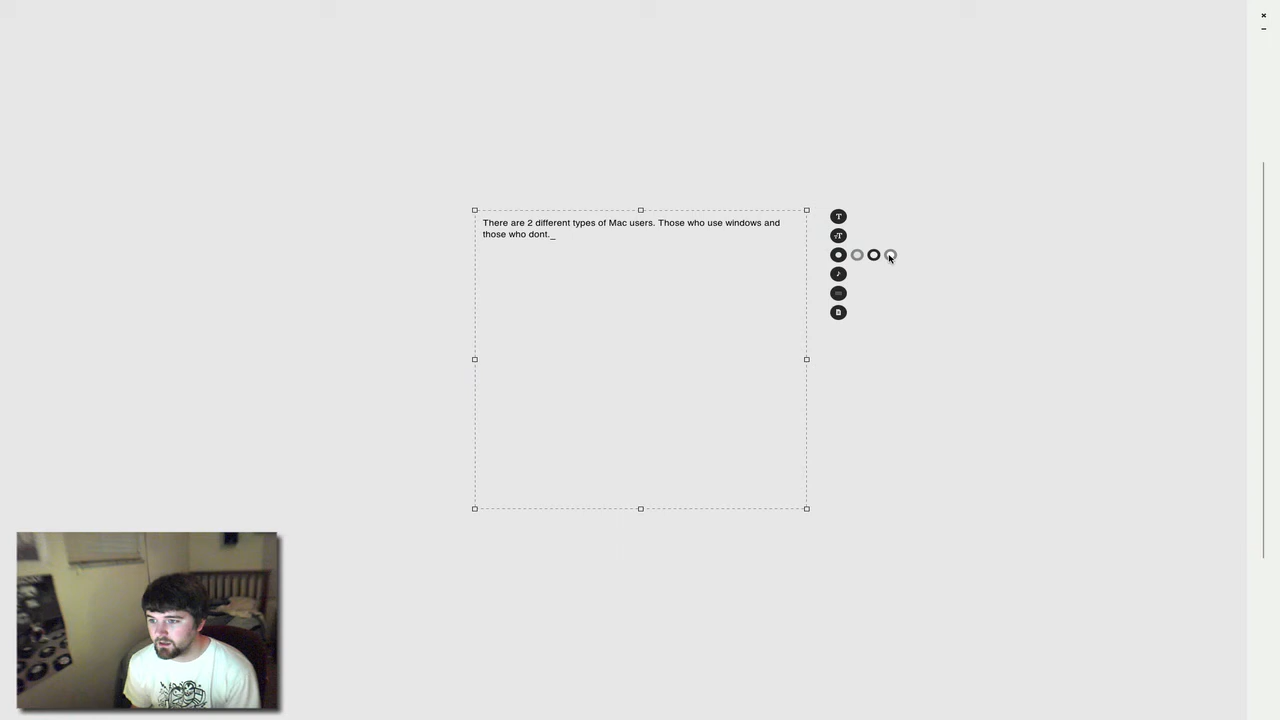 There are 2 different types of Mac users. Those who use windows and
those who dont._
T
T